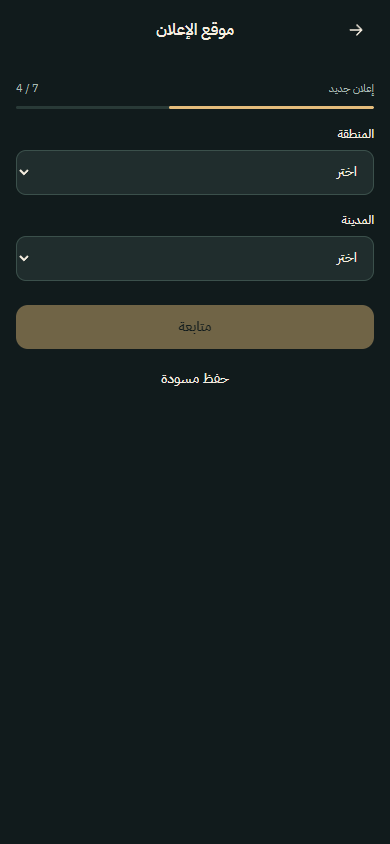 موقع الإعلان
إعلان جديد
4 / 7
المنطقة
اختر
المدينة
اختر
متابعة
حفظ مسودة